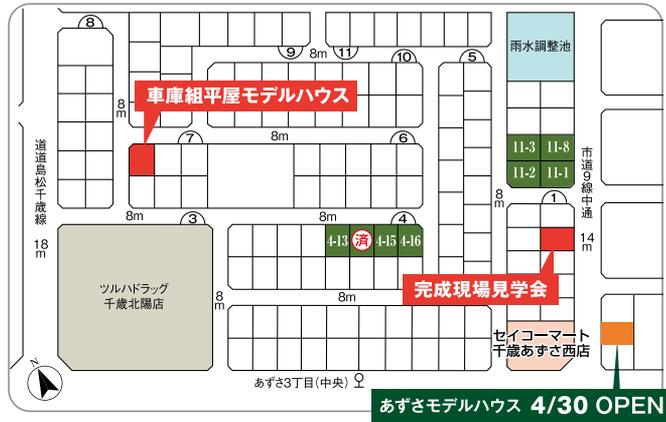 ⑧
⑨
8m
⑪
⑩
⑤
雨水調整池
車庫組平屋モデルハウス
8m
8m
⑦
⑥
11-3
11-8
11-2
11-1
道道島松千歳線
18m
市道9線中通
14m
8m
8m
③
8m
④
①
4-13
済
4-15
4-16
ツルハドラッグ
千歳北陽店
8m
8m
完成現場見学会
セイコーマート
千歳あずさ西店
N
あずさ3丁目(中央)
あずさモデルハウス 4/30 OPEN